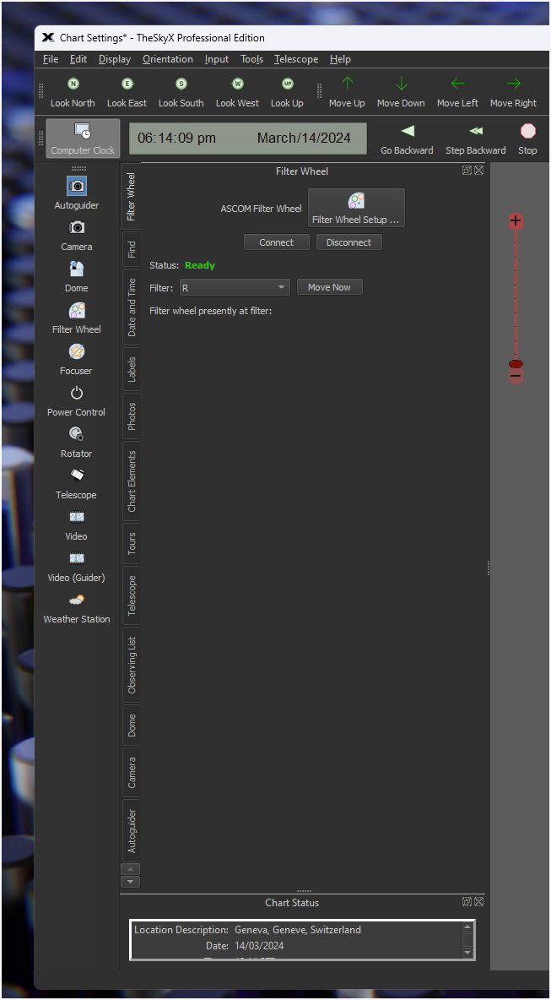 Chart Settings* - TheSkyX Professional Edition
File Edit Display Orientation Input Tools Telescope Help
N E S W UP
Look North Look East Look South Look West Look Up Move Up Move Down Move Left Move Right
Computer Clock
06:14:09 pm March/14/2024
Go Backward Step Backward Stop
Autoguider
Camera
Dome
Filter Wheel
Focuser
Power Control
Rotator
Telescope
Video
Video (Guider)
Weather Station
Filter Wheel
Find
Date and Time
Labels
Photos
Chart Elements
Tours
Telescope
Observing List
Dome
Camera
Autoguider
Filter Wheel
ASCOM Filter Wheel
Filter Wheel Setup ...
Connect Disconnect
Status: Ready
Filter: R Move Now
Filter wheel presently at filter:
+
−
Chart Status
Location Description: Geneva, Geneve, Switzerland
Date: 14/03/2024